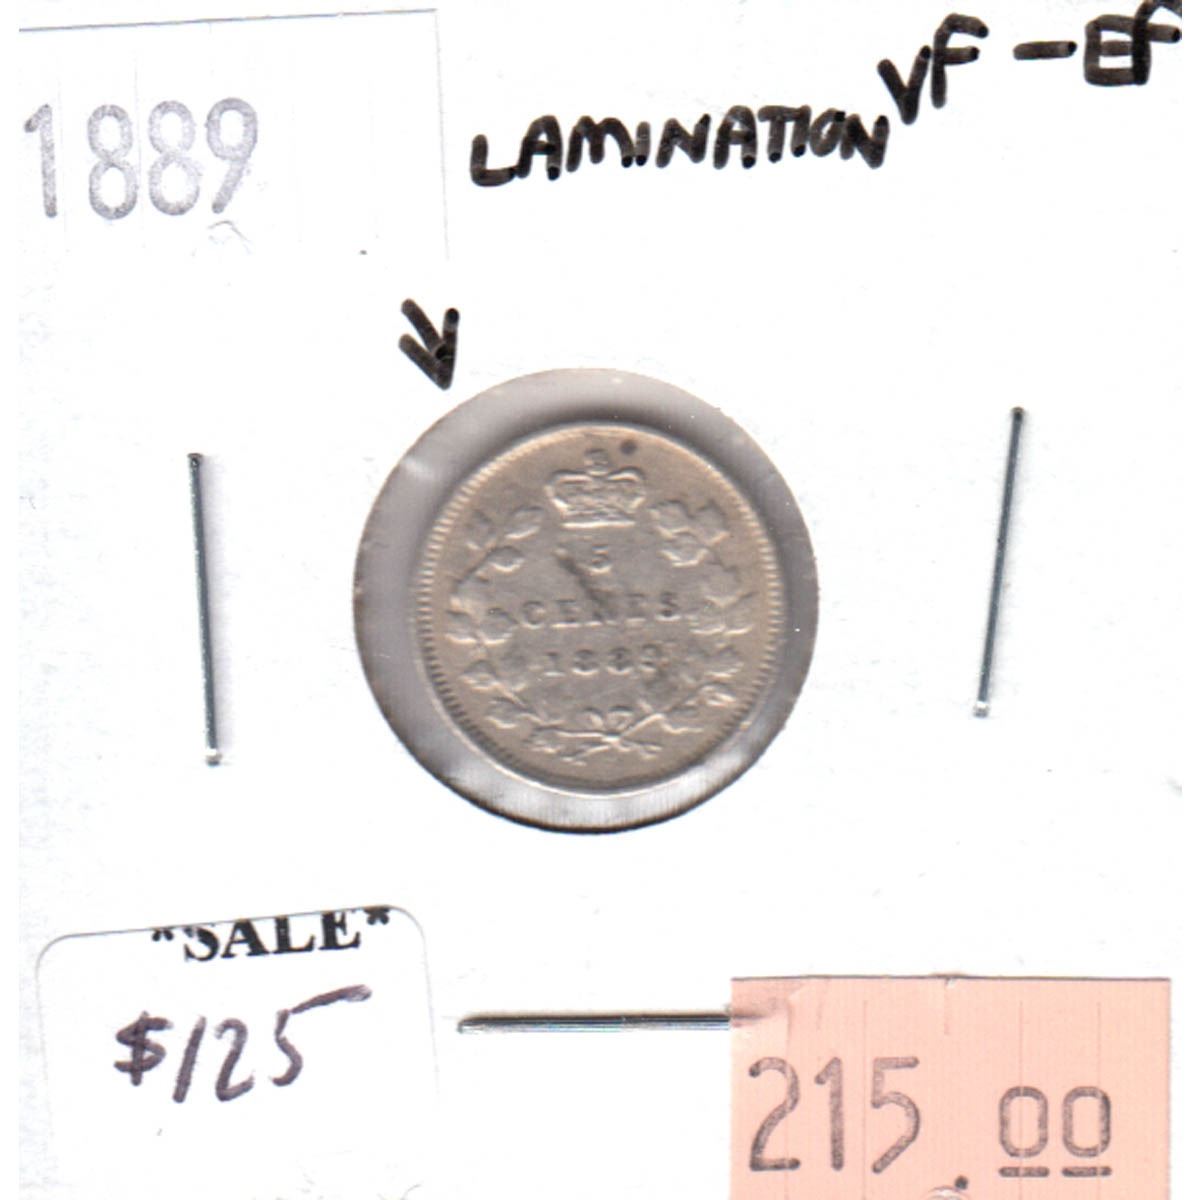 1889
LAMINATION VF - EF
5
CENTS
1889
"SALE"
$125
215.00